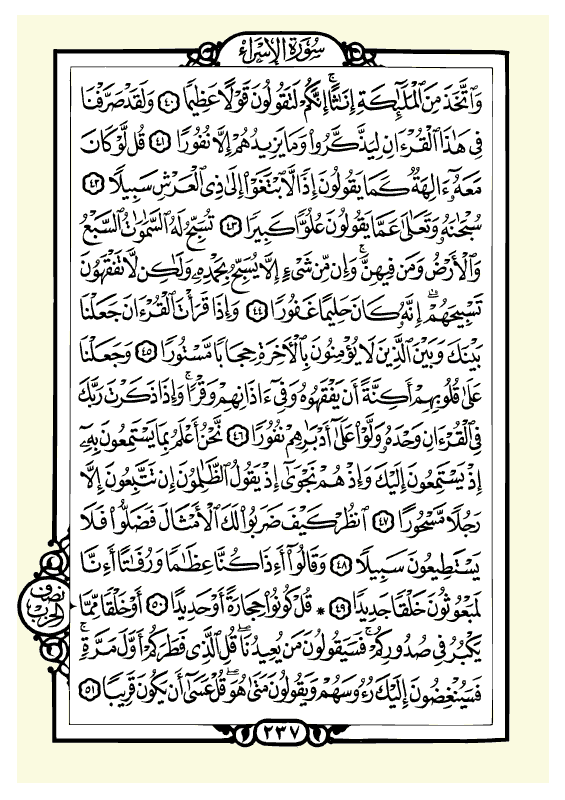 سُورَةُ الإِسْرَاء
وَٱتَّخَذَ مِنَ ٱلْمَلَٰٓئِكَةِ إِنَٰثًاۚ إِنَّكُمْ لَتَقُولُونَ قَوْلًا عَظِيمًا ٤٠ وَلَقَدْ صَرَّفْنَا
فِى هَٰذَا ٱلْقُرْءَانِ لِيَذَّكَّرُوا۟ وَمَا يَزِيدُهُمْ إِلَّا نُفُورًا ٤١ قُل لَّوْ كَانَ
مَعَهُۥٓ ءَالِهَةٌ كَمَا يَقُولُونَ إِذًا لَّٱبْتَغَوْا۟ إِلَىٰ ذِى ٱلْعَرْشِ سَبِيلًا ٤٢
سُبْحَٰنَهُۥ وَتَعَٰلَىٰ عَمَّا يَقُولُونَ عُلُوًّا كَبِيرًا ٤٣ تُسَبِّحُ لَهُ ٱلسَّمَٰوَٰتُ ٱلسَّبْعُ
وَٱلْأَرْضُ وَمَن فِيهِنَّۚ وَإِن مِّن شَىْءٍ إِلَّا يُسَبِّحُ بِحَمْدِهِۦ وَلَٰكِن لَّا تَفْقَهُونَ
تَسْبِيحَهُمْۗ إِنَّهُۥ كَانَ حَلِيمًا غَفُورًا ٤٤ وَإِذَا قَرَأْتَ ٱلْقُرْءَانَ جَعَلْنَا
بَيْنَكَ وَبَيْنَ ٱلَّذِينَ لَا يُؤْمِنُونَ بِٱلْءَاخِرَةِ حِجَابًا مَّسْتُورًا ٤٥ وَجَعَلْنَا
عَلَىٰ قُلُوبِهِمْ أَكِنَّةً أَن يَفْقَهُوهُ وَفِىٓ ءَاذَانِهِمْ وَقْرًاۚ وَإِذَا ذَكَرْتَ رَبَّكَ
فِى ٱلْقُرْءَانِ وَحْدَهُۥ وَلَّوْا۟ عَلَىٰٓ أَدْبَٰرِهِمْ نُفُورًا ٤٦ نَّحْنُ أَعْلَمُ بِمَا يَسْتَمِعُونَ بِهِۦٓ
إِذْ يَسْتَمِعُونَ إِلَيْكَ وَإِذْ هُمْ نَجْوَىٰٓ إِذْ يَقُولُ ٱلظَّٰلِمُونَ إِن تَتَّبِعُونَ إِلَّا
رَجُلًا مَّسْحُورًا ٤٧ ٱنظُرْ كَيْفَ ضَرَبُوا۟ لَكَ ٱلْأَمْثَالَ فَضَلُّوا۟ فَلَا
يَسْتَطِيعُونَ سَبِيلًا ٤٨ وَقَالُوٓا۟ أَءِذَا كُنَّا عِظَٰمًا وَرُفَٰتًا أَءِنَّا
لَمَبْعُوثُونَ خَلْقًا جَدِيدًا ٤٩ * قُلْ كُونُوا۟ حِجَارَةً أَوْ حَدِيدًا ٥٠ أَوْ خَلْقًا مِّمَّا
نصف الحزب
يَكْبُرُ فِى صُدُورِكُمْۚ فَسَيَقُولُونَ مَن يُعِيدُنَاۖ قُلِ ٱلَّذِى فَطَرَكُمْ أَوَّلَ مَرَّةٍۚ
فَسَيُنْغِضُونَ إِلَيْكَ رُءُوسَهُمْ وَيَقُولُونَ مَتَىٰ هُوَۖ قُلْ عَسَىٰٓ أَن يَكُونَ قَرِيبًا ٥١
٢٣٧